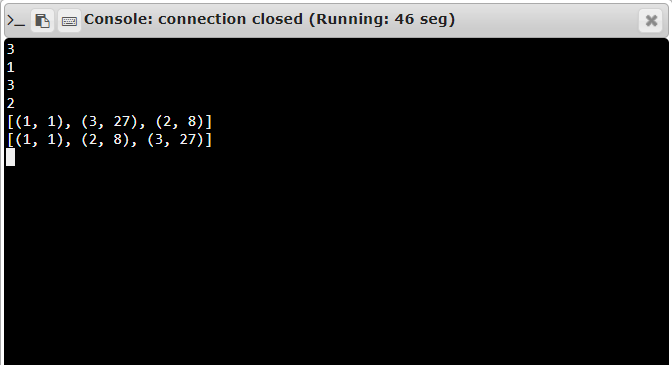 >_ Console: connection closed (Running: 46 seg)
3
1
3
2
[(1, 1), (3, 27), (2, 8)]
[(1, 1), (2, 8), (3, 27)]